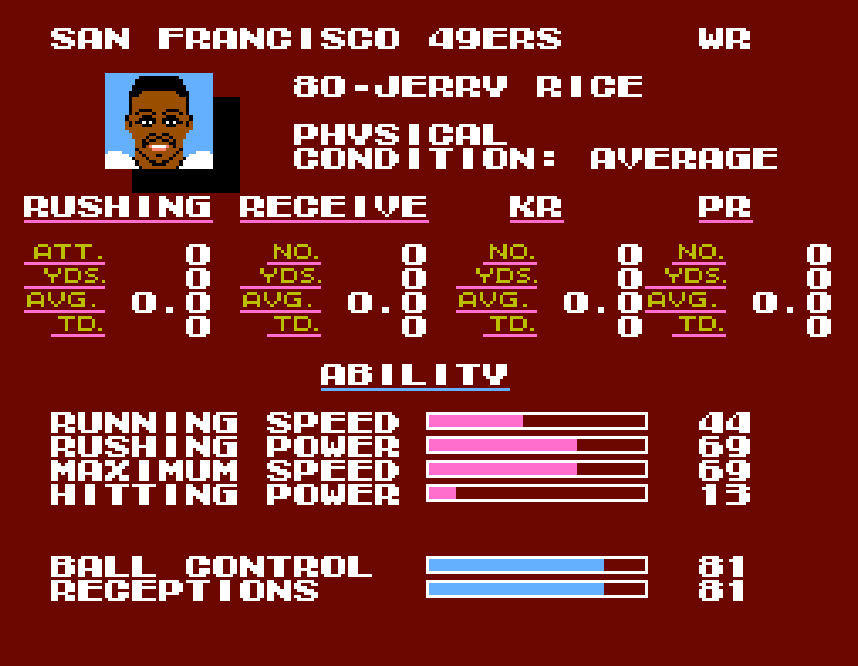 SAN FRANCISCO 49ERS WR
80-JERRY RICE
PHYSICAL
CONDITION: AVERAGE
RUSHING RECEIVE KR PR
ATT. 0 NO. 0 NO. 0 NO. 0
YDS. 0 YDS. 0 YDS. 0 YDS. 0
AVG. 0.0 AVG. 0.0 AVG. 0.0 AVG. 0.0
TD. 0 TD. 0 TD. 0 TD. 0
ABILITY
RUNNING SPEED 44
RUSHING POWER 69
MAXIMUM SPEED 69
HITTING POWER 13
BALL CONTROL 81
RECEPTIONS 81